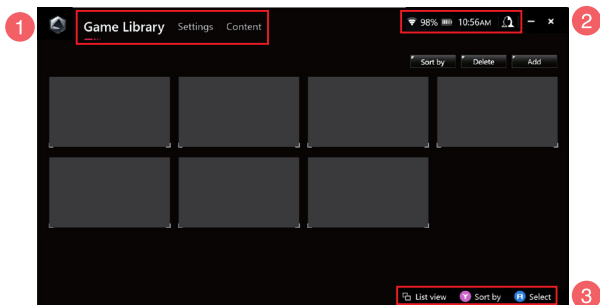 1
Game Library Settings Content
98% 10:56AM
2
Sort by Delete Add
List view Y Sort by A Select
3